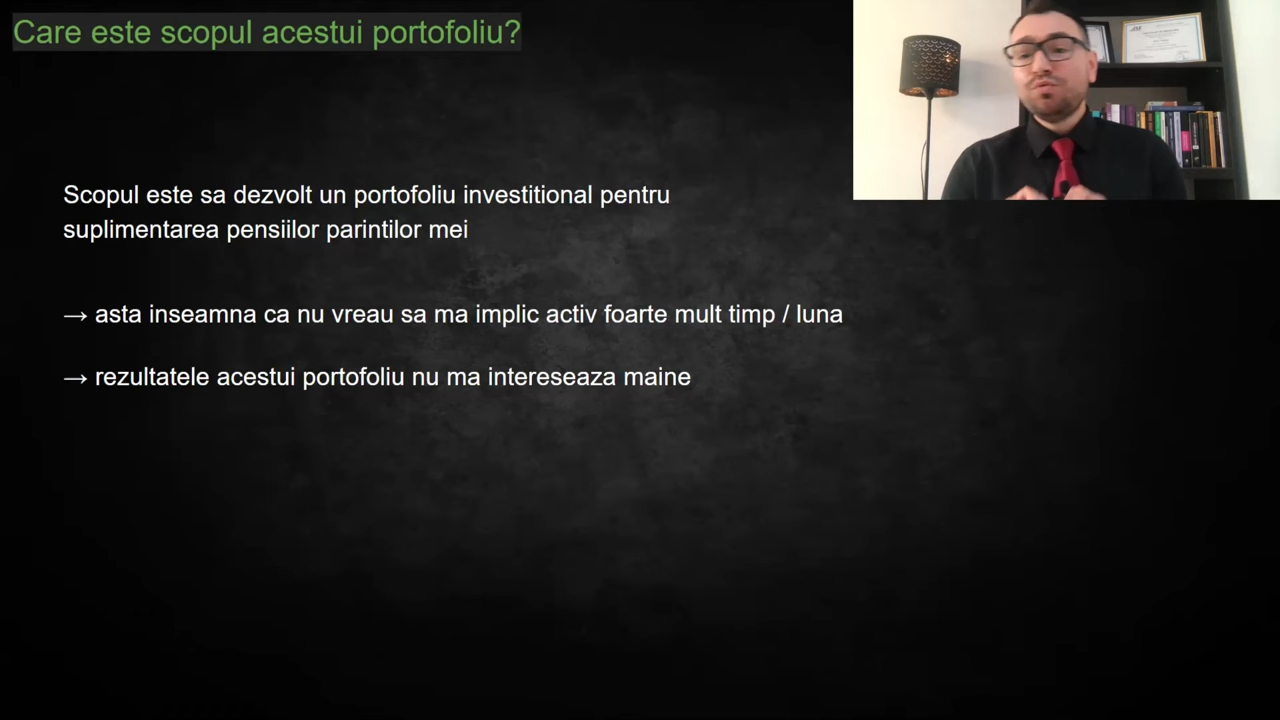 Care este scopul acestui portofoliu?
Scopul este sa dezvolt un portofoliu investitional pentru
suplimentarea pensiilor parintilor mei
→ asta inseamna ca nu vreau sa ma implic activ foarte mult timp / luna
→ rezultatele acestui portofoliu nu ma intereseaza maine